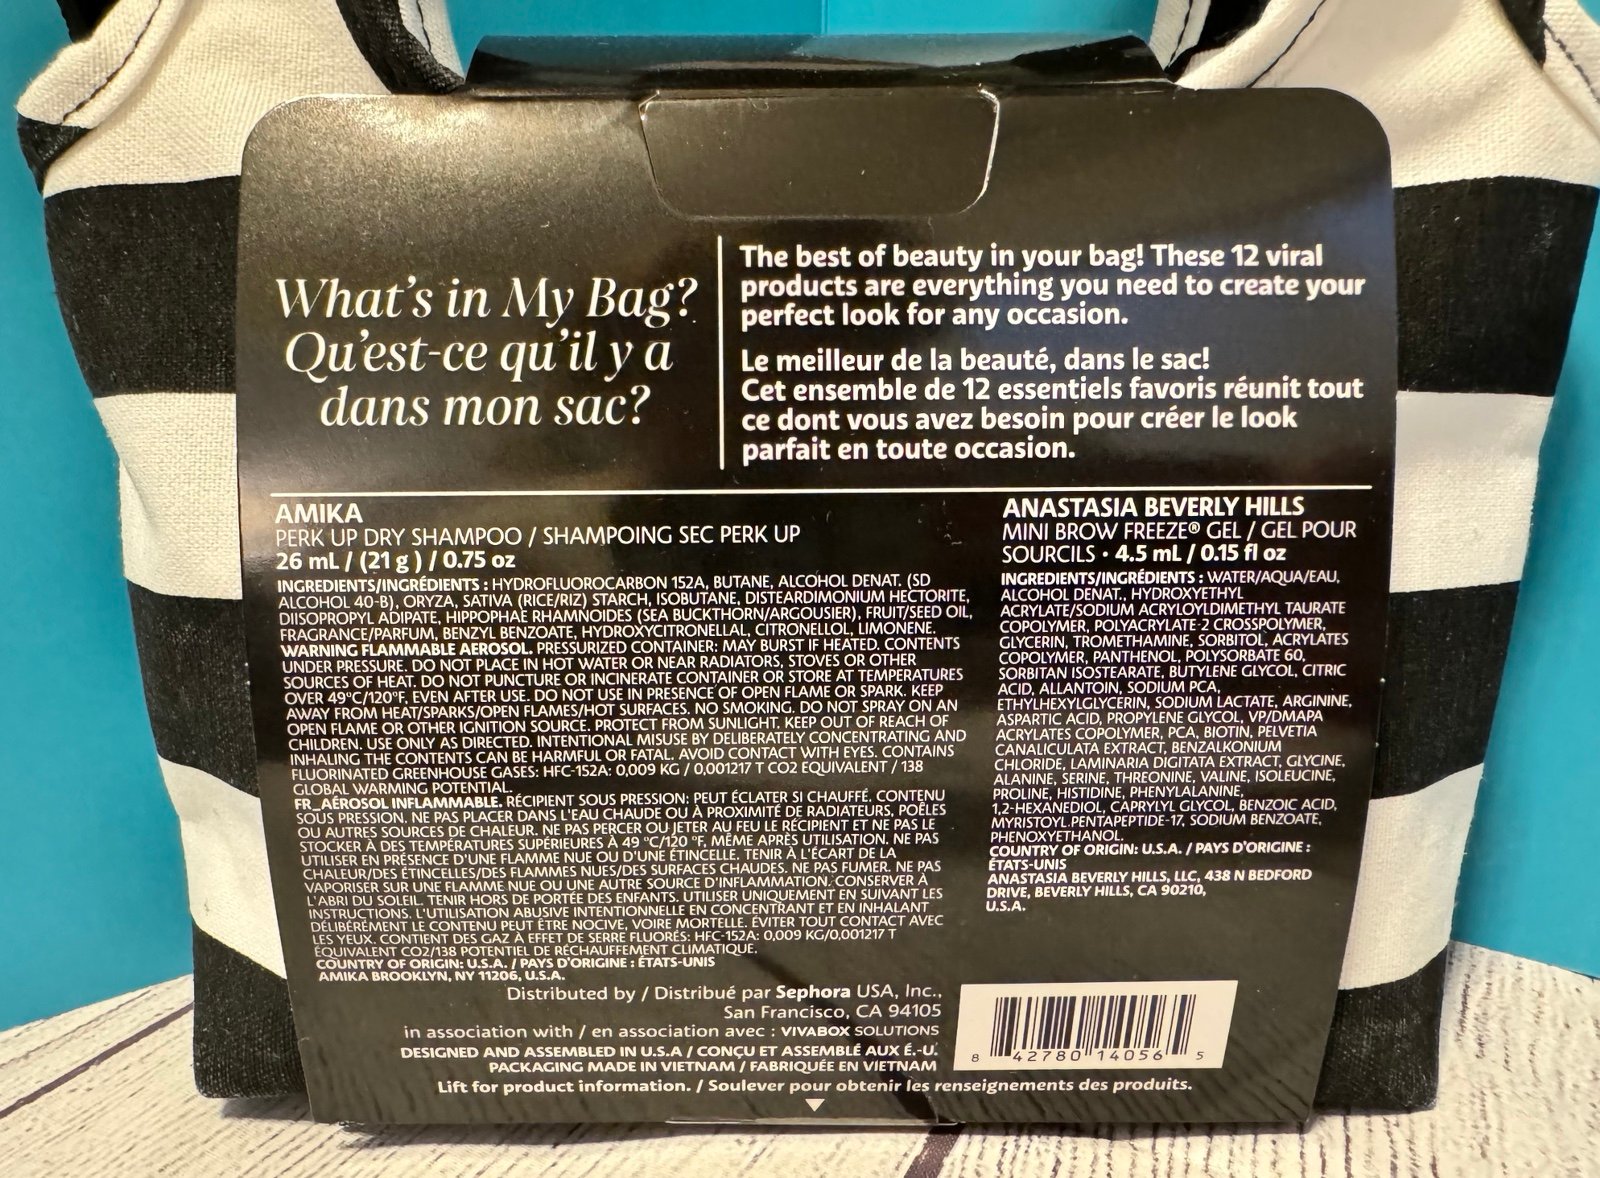 What's in My Bag?
Qu'est-ce qu'il y a
dans mon sac?
The best of beauty in your bag! These 12 viral
products are everything you need to create your
perfect look for any occasion.
Le meilleur de la beauté, dans le sac!
Cet ensemble de 12 essentiels favoris réunit tout
ce dont vous avez besoin pour créer le look
parfait en toute occasion.
AMIKA
PERK UP DRY SHAMPOO / SHAMPOING SEC PERK UP
26 mL / (21 g ) / 0.75 oz
INGREDIENTS/INGRÉDIENTS : HYDROFLUOROCARBON 152A, BUTANE, ALCOHOL DENAT. (SD
ALCOHOL 40-B), ORYZA, SATIVA (RICE/RIZ) STARCH, ISOBUTANE, DISTEARDIMONIUM HECTORITE,
DIISOPROPYL ADIPATE, HIPPOPHAE RHAMNOIDES (SEA BUCKTHORN/ARGOUSIER), FRUIT/SEED OIL,
FRAGRANCE/PARFUM, BENZYL BENZOATE, HYDROXYCITRONELLAL, CITRONELLOL, LIMONENE.
WARNING FLAMMABLE AEROSOL. PRESSURIZED CONTAINER: MAY BURST IF HEATED. CONTENTS
UNDER PRESSURE. DO NOT PLACE IN HOT WATER OR NEAR RADIATORS, STOVES OR OTHER
SOURCES OF HEAT. DO NOT PUNCTURE OR INCINERATE CONTAINER OR STORE AT TEMPERATURES
OVER 49°C/120°F, EVEN AFTER USE. DO NOT USE IN PRESENCE OF OPEN FLAME OR SPARK. KEEP
AWAY FROM HEAT/SPARKS/OPEN FLAMES/HOT SURFACES. NO SMOKING. DO NOT SPRAY ON AN
OPEN FLAME OR OTHER IGNITION SOURCE. PROTECT FROM SUNLIGHT. KEEP OUT OF REACH OF
CHILDREN. USE ONLY AS DIRECTED. INTENTIONAL MISUSE BY DELIBERATELY CONCENTRATING AND
INHALING THE CONTENTS CAN BE HARMFUL OR FATAL. AVOID CONTACT WITH EYES. CONTAINS
FLUORINATED GREENHOUSE GASES: HFC-152A: 0,009 KG / 0,001217 T CO2 EQUIVALENT / 138
GLOBAL WARMING POTENTIAL.
FR_AÉROSOL INFLAMMABLE. RÉCIPIENT SOUS PRESSION: PEUT ÉCLATER SI CHAUFFÉ. CONTENU
SOUS PRESSION. NE PAS PLACER DANS L'EAU CHAUDE OU À PROXIMITÉ DE RADIATEURS, POÊLES
OU AUTRES SOURCES DE CHALEUR. NE PAS PERCER OU JETER AU FEU LE RÉCIPIENT ET NE PAS LE
STOCKER À DES TEMPÉRATURES SUPÉRIEURES À 49 °C/120 °F, MÊME APRÈS UTILISATION. NE PAS
UTILISER EN PRÉSENCE D'UNE FLAMME NUE OU D'UNE ÉTINCELLE. TENIR À L'ÉCART DE LA
CHALEUR/DES ÉTINCELLES/DES FLAMMES NUES/DES SURFACES CHAUDES. NE PAS FUMER. NE PAS
VAPORISER SUR UNE FLAMME NUE OU UNE AUTRE SOURCE D'INFLAMMATION. CONSERVER À
L'ABRI DU SOLEIL. TENIR HORS DE PORTÉE DES ENFANTS. UTILISER UNIQUEMENT EN SUIVANT LES
INSTRUCTIONS. L'UTILISATION ABUSIVE INTENTIONNELLE EN CONCENTRANT ET EN INHALANT
DÉLIBÉRÉMENT LE CONTENU PEUT ÊTRE NOCIVE, VOIRE MORTELLE. ÉVITER TOUT CONTACT AVEC
LES YEUX. CONTIENT DES GAZ À EFFET DE SERRE FLUORÉS: HFC-152A: 0,009 KG/0,001217 T
ÉQUIVALENT CO2/138 POTENTIEL DE RÉCHAUFFEMENT CLIMATIQUE.
COUNTRY OF ORIGIN: U.S.A. / PAYS D'ORIGINE : ÉTATS-UNIS
AMIKA BROOKLYN, NY 11206, U.S.A.
ANASTASIA BEVERLY HILLS
MINI BROW FREEZE® GEL / GEL POUR
SOURCILS • 4.5 mL / 0.15 fl oz
INGREDIENTS/INGRÉDIENTS : WATER/AQUA/EAU,
ALCOHOL DENAT., HYDROXYETHYL
ACRYLATE/SODIUM ACRYLOYLDIMETHYL TAURATE
COPOLYMER, POLYACRYLATE-2 CROSSPOLYMER,
GLYCERIN, TROMETHAMINE, SORBITOL, ACRYLATES
COPOLYMER, PANTHENOL, POLYSORBATE 60,
SORBITAN ISOSTEARATE, BUTYLENE GLYCOL, CITRIC
ACID, ALLANTOIN, SODIUM PCA,
ETHYLHEXYLGLYCERIN, SODIUM LACTATE, ARGININE,
ASPARTIC ACID, PROPYLENE GLYCOL, VP/DMAPA
ACRYLATES COPOLYMER, PCA, BIOTIN, PELVETIA
CANALICULATA EXTRACT, BENZALKONIUM
CHLORIDE, LAMINARIA DIGITATA EXTRACT, GLYCINE,
ALANINE, SERINE, THREONINE, VALINE, ISOLEUCINE,
PROLINE, HISTIDINE, PHENYLALANINE,
1,2-HEXANEDIOL, CAPRYLYL GLYCOL, BENZOIC ACID,
MYRISTOYL PENTAPEPTIDE-17, SODIUM BENZOATE,
PHENOXYETHANOL.
COUNTRY OF ORIGIN: U.S.A. / PAYS D'ORIGINE :
ÉTATS-UNIS
ANASTASIA BEVERLY HILLS, LLC, 438 N BEDFORD
DRIVE, BEVERLY HILLS, CA 90210,
U.S.A.
Distributed by / Distribué par Sephora USA, Inc.,
San Francisco, CA 94105
in association with / en association avec : VIVABOX SOLUTIONS
DESIGNED AND ASSEMBLED IN U.S.A / CONÇU ET ASSEMBLÉ AUX É.-U.
PACKAGING MADE IN VIETNAM / FABRIQUÉE EN VIETNAM
8 42780 14056 5
Lift for product information. / Soulever pour obtenir les renseignements des produits.